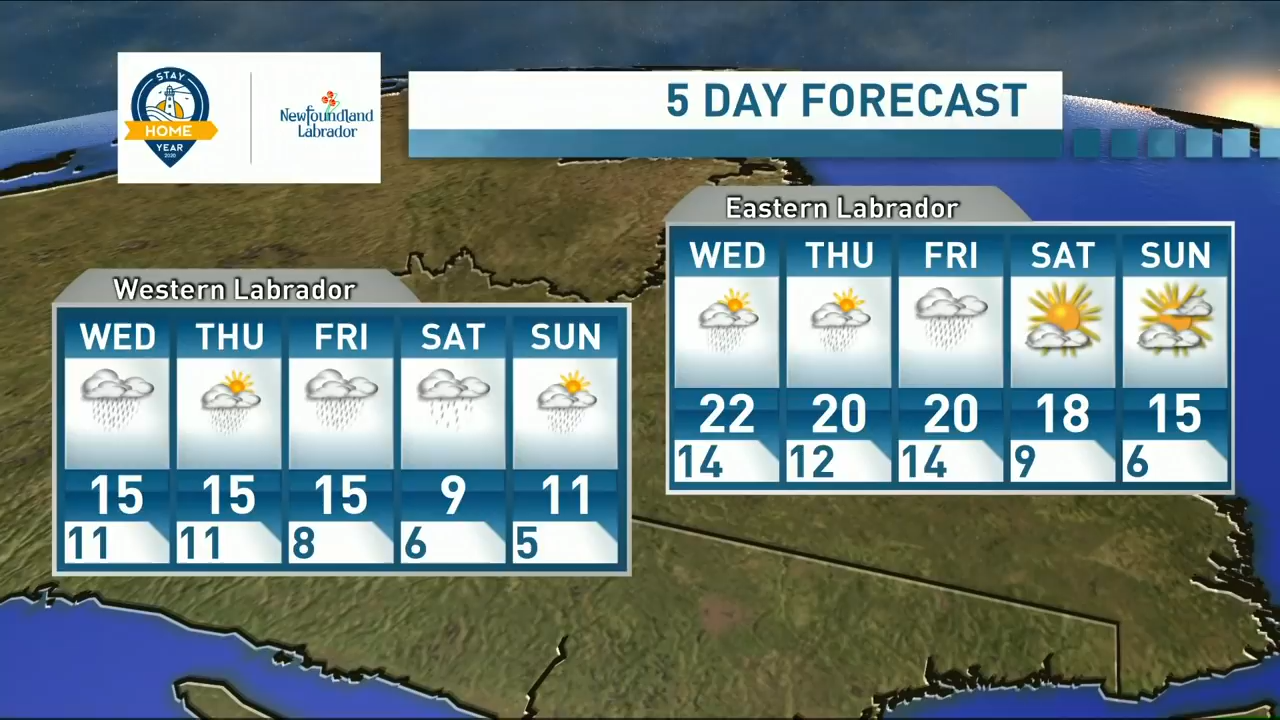 STAY
HOME
YEAR
2020
Newfoundland
Labrador
5 DAY FORECAST
Eastern Labrador
WED THU FRI SAT SUN
22 20 20 18 15
14 12 14 9 6
Western Labrador
WED THU FRI SAT SUN
15 15 15 9 11
11 11 8 6 5